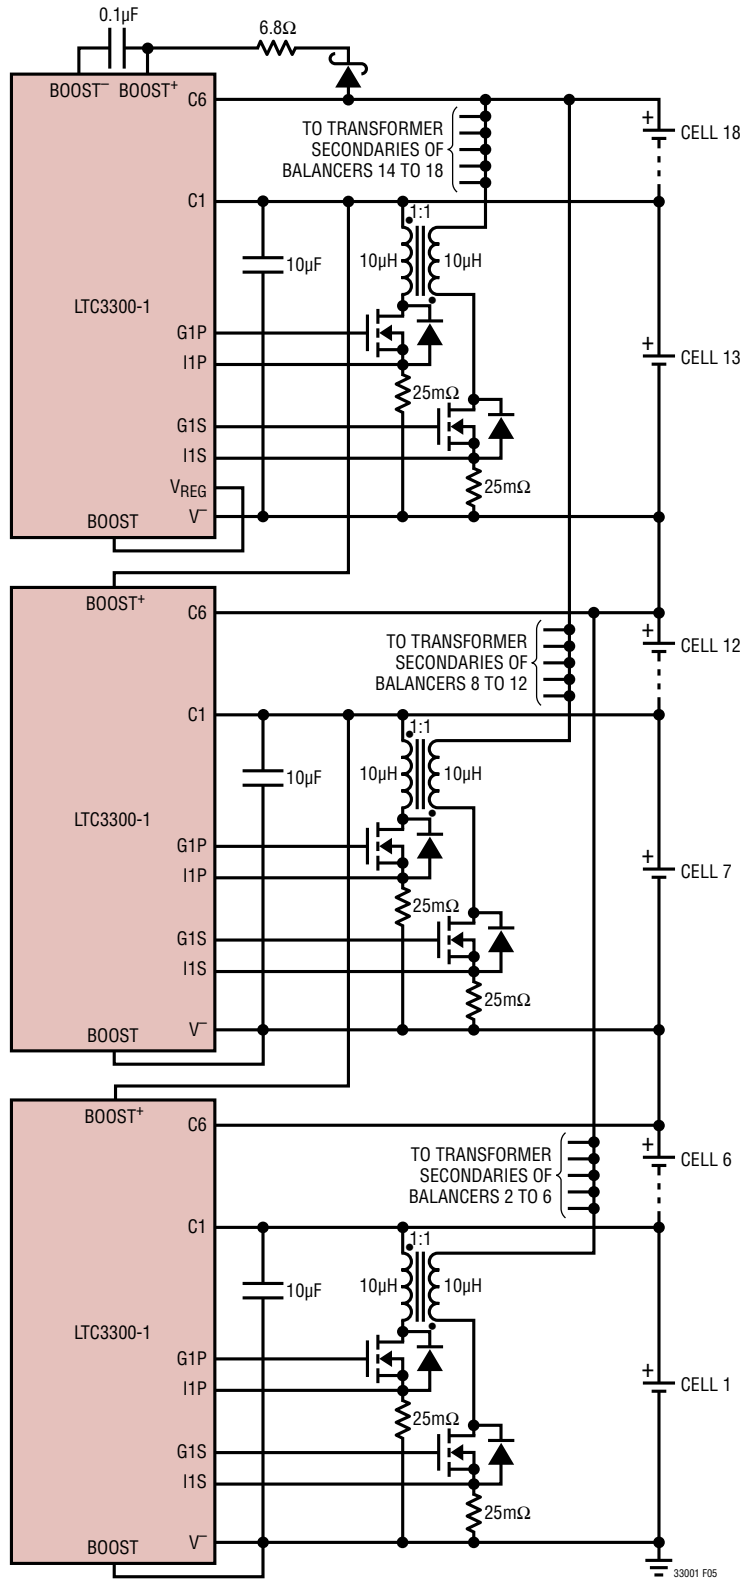 0.1µF
6.8Ω
BOOST– BOOST+
C6
TO TRANSFORMER
SECONDARIES OF
BALANCERS 14 TO 18
+
CELL 18
C1
1:1
10µF
10µH
10µH
LTC3300-1
G1P
+
CELL 13
I1P
25mΩ
G1S
I1S
25mΩ
VREG
BOOST
V–
BOOST+
C6
TO TRANSFORMER
SECONDARIES OF
BALANCERS 8 TO 12
+
CELL 12
C1
1:1
10µF
10µH
10µH
LTC3300-1
G1P
+
CELL 7
I1P
25mΩ
G1S
I1S
25mΩ
BOOST
V–
BOOST+
C6
TO TRANSFORMER
SECONDARIES OF
BALANCERS 2 TO 6
+
CELL 6
C1
1:1
10µF
10µH
10µH
LTC3300-1
G1P
+
CELL 1
I1P
25mΩ
G1S
I1S
25mΩ
BOOST
V–
33001 F05